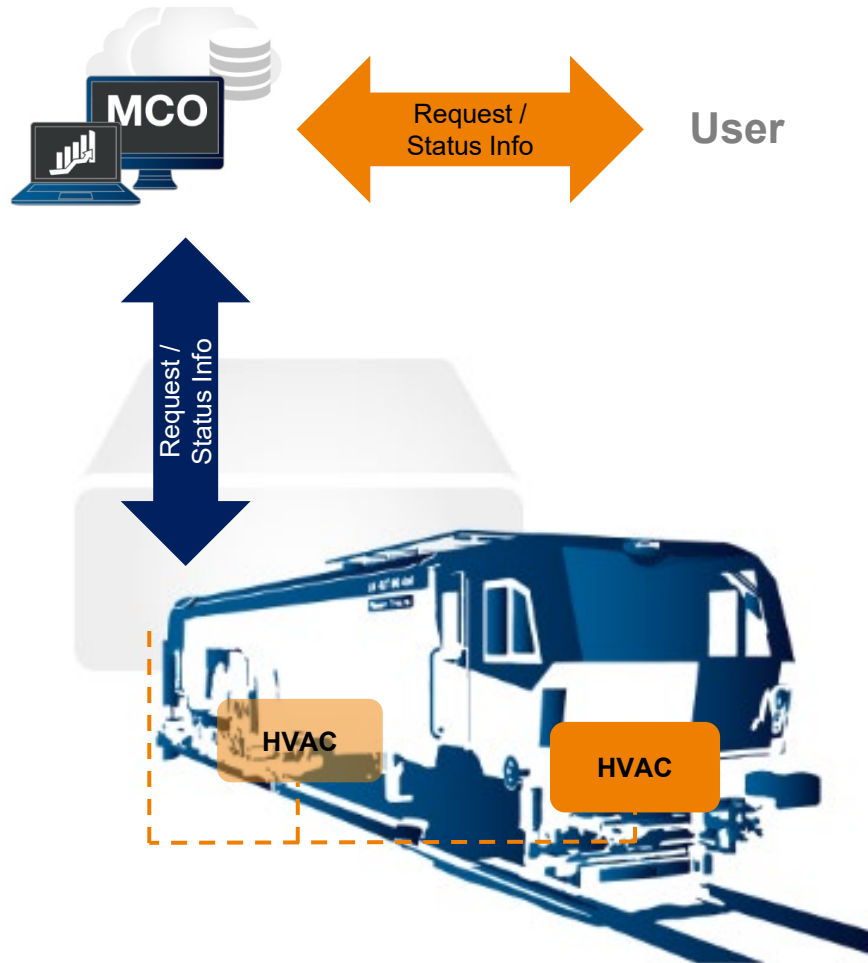 MCO
Request /
Status Info
User
Request /
Status Info
HVAC
HVAC